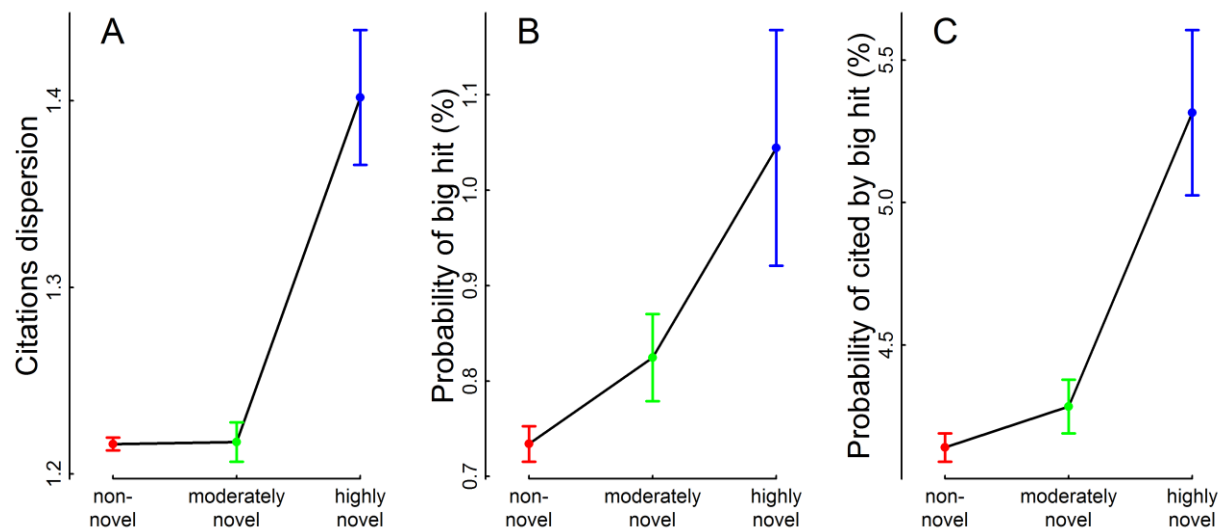 A
Citations dispersion
1.4
1.3
1.2
non-
novel
moderately
novel
highly
novel
B
Probability of big hit (%)
1.1
1.0
0.9
0.8
0.7
non-
novel
moderately
novel
highly
novel
C
Probability of cited by big hit (%)
5.5
5.0
4.5
non-
novel
moderately
novel
highly
novel